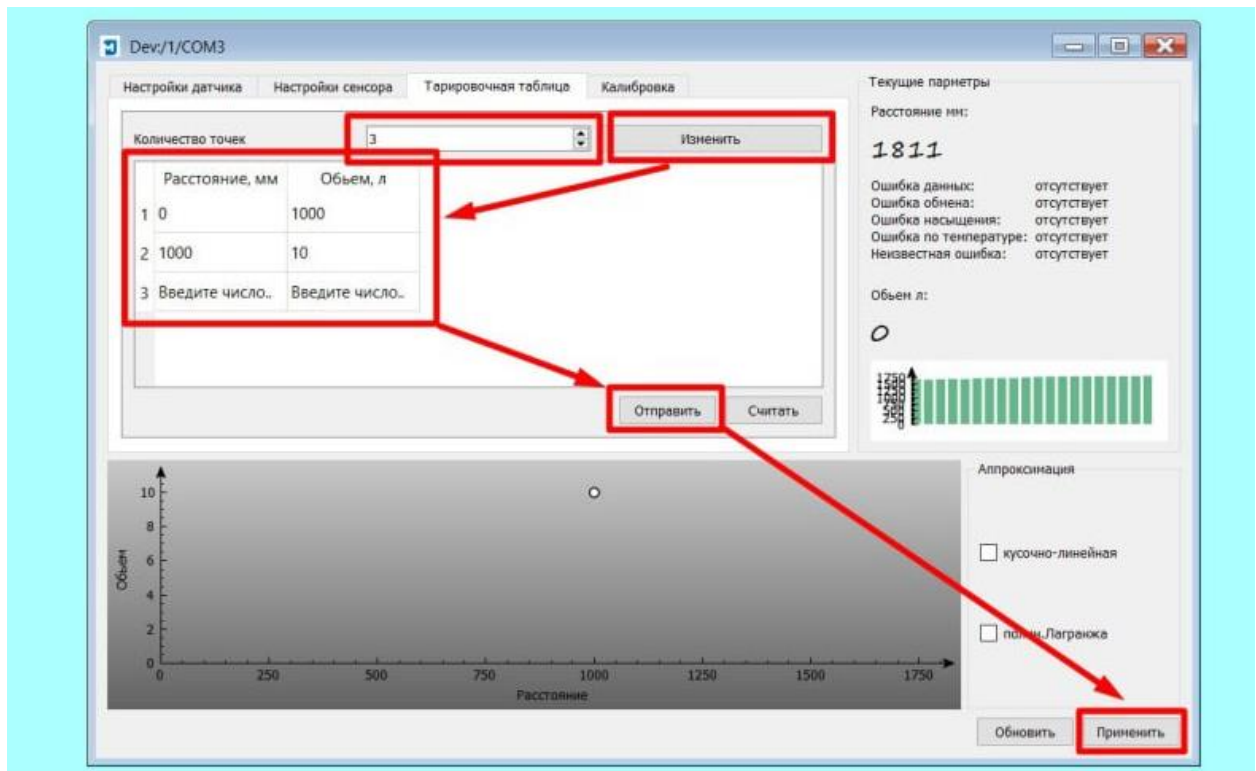 Dev:/1/COM3
Настройки датчика Настройки сенсора Тарировочная таблица Калибровка
Количество точек 3 Изменить
Расстояние, мм Обьем, л
1 0 1000
2 1000 10
3 Введите число.. Введите число..
Отправить Считать
Текущие парметры
Расстояние мм:
1811
Ошибка данных: отсутствует
Ошибка обмена: отсутствует
Ошибка насыщения: отсутствует
Ошибка по температуре: отсутствует
Неизвестная ошибка: отсутствует
Обьем л:
0
1750
250
0
Обьем
10
8
6
4
2
0
0 250 500 750 1000 1250 1500 1750
Расстояние
Аппроксимация
кусочно-линейная
Лагранжа
Обновить Применить